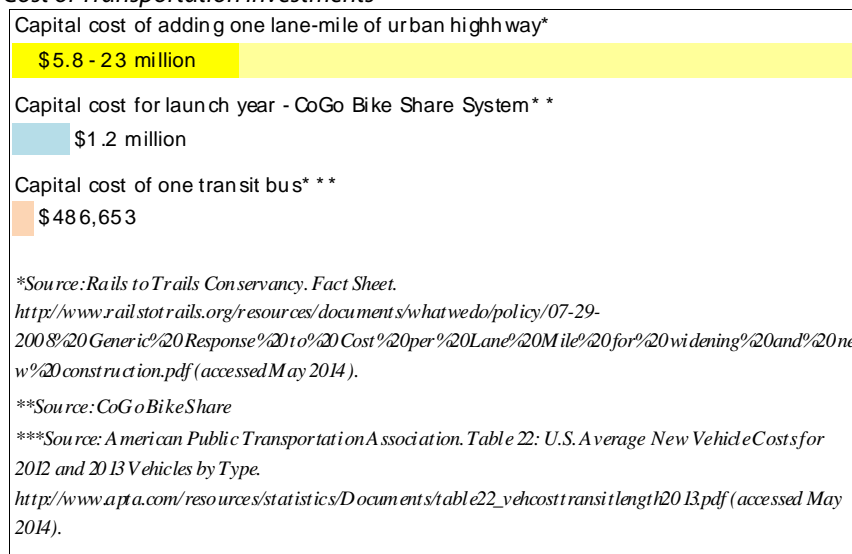 Cost of Transportation Investments
Capital cost of adding one lane-mile of urban highhway*
$5.8 - 23 million
Capital cost for launch year - CoGo Bike Share System**
$1.2 million
Capital cost of one transit bus***
$486,653
*Source: Rails to Trails Conservancy. Fact Sheet.
http://www.railstotrails.org/resources/documents/whatwedo/policy/07-29-
2008%20Generic%20Response%20to%20Cost%20per%20Lane%20Mile%20for%20widening%20and%20ne
w%20construction.pdf (accessed May 2014).
**Source: CoGo Bike Share
***Source: American Public Transportation Association. Table 22: U.S. Average New Vehicle Costs for
2012 and 2013 Vehicles by Type.
http://www.apta.com/resources/statistics/Documents/table22_vehcosttransitlength2013.pdf (accessed May
2014).